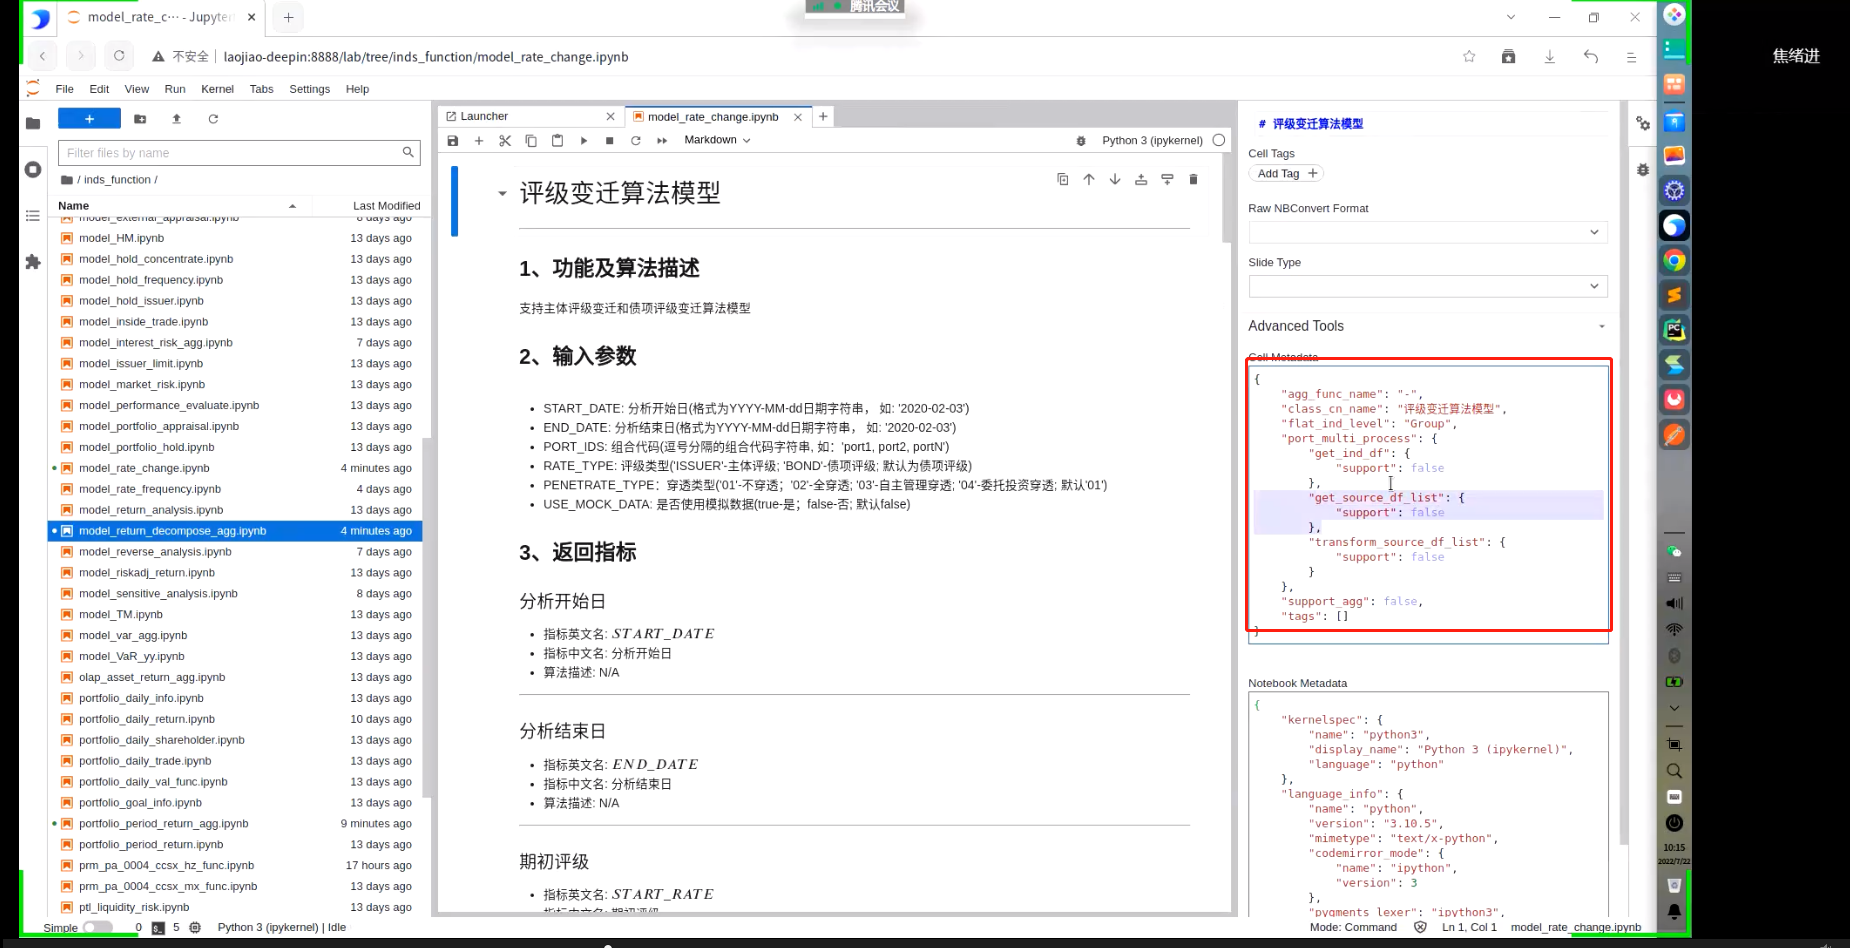 腾讯会议
model_rate_c··· - Jupyter
焦绪进
不安全
laojiao-deepin:8888/lab/tree/inds_function/model_rate_change.ipynb
File Edit View Run Kernel Tabs Settings Help
Filter files by name
/ inds_function /
Name Last Modified
model_external_appraisal.ipynb 8 days ago
model_HM.ipynb 13 days ago
model_hold_concentrate.ipynb 13 days ago
model_hold_frequency.ipynb 13 days ago
model_hold_issuer.ipynb 13 days ago
model_inside_trade.ipynb 13 days ago
model_interest_risk_agg.ipynb 7 days ago
model_issuer_limit.ipynb 13 days ago
model_market_risk.ipynb 13 days ago
model_performance_evaluate.ipynb 13 days ago
model_portfolio_appraisal.ipynb 13 days ago
model_portfolio_hold.ipynb 13 days ago
model_rate_change.ipynb 4 minutes ago
model_rate_frequency.ipynb 4 days ago
model_return_analysis.ipynb 13 days ago
model_return_decompose_agg.ipynb 4 minutes ago
model_reverse_analysis.ipynb 7 days ago
model_riskadj_return.ipynb 13 days ago
model_sensitive_analysis.ipynb 8 days ago
model_TM.ipynb 13 days ago
model_var_agg.ipynb 13 days ago
model_VaR_yy.ipynb 13 days ago
olap_asset_return_agg.ipynb 13 days ago
portfolio_daily_info.ipynb 13 days ago
portfolio_daily_return.ipynb 10 days ago
portfolio_daily_shareholder.ipynb 13 days ago
portfolio_daily_trade.ipynb 13 days ago
portfolio_daily_val_func.ipynb 13 days ago
portfolio_goal_info.ipynb 13 days ago
portfolio_period_return_agg.ipynb 9 minutes ago
portfolio_period_return.ipynb 13 days ago
prm_pa_0004_ccsx_hz_func.ipynb 17 hours ago
prm_pa_0004_ccsx_mx_func.ipynb 13 days ago
ptl_liquidity_risk.ipynb 13 days ago
Launcher
model_rate_change.ipynb
Markdown
Python 3 (ipykernel)
评级变迁算法模型
1、功能及算法描述
支持主体评级变迁和债项评级变迁算法模型
2、输入参数
• START_DATE: 分析开始日(格式为YYYY-MM-dd日期字符串， 如: '2020-02-03')
• END_DATE: 分析结束日(格式为YYYY-MM-dd日期字符串， 如: '2020-02-03')
• PORT_IDS: 组合代码(逗号分隔的组合代码字符串, 如：'port1, port2, portN')
• RATE_TYPE: 评级类型('ISSUER'-主体评级; 'BOND'-债项评级; 默认为债项评级)
• PENETRATE_TYPE：穿透类型('01'-不穿透；'02'-全穿透; '03'-自主管理穿透; '04'-委托投资穿透; 默认'01')
• USE_MOCK_DATA: 是否使用模拟数据(true-是；false-否; 默认false)
3、返回指标
分析开始日
• 指标英文名: START_DATE
• 指标中文名: 分析开始日
• 算法描述: N/A
分析结束日
• 指标英文名: END_DATE
• 指标中文名: 分析结束日
• 算法描述: N/A
期初评级
• 指标英文名: START_RATE
• 指标中文名: 期初评级
# 评级变迁算法模型
Cell Tags
Add Tag +
Raw NBConvert Format
Slide Type
Advanced Tools
Cell Metadata
{
"agg_func_name": "-",
"class_cn_name": "评级变迁算法模型",
"flat_ind_level": "Group",
"port_multi_process": {
"get_ind_df": {
"support": false
},
"get_source_df_list": {
"support": false
},
"transform_source_df_list": {
"support": false
}
},
"support_agg": false,
"tags": []
}
Notebook Metadata
{
"kernelspec": {
"name": "python3",
"display_name": "Python 3 (ipykernel)",
"language": "python"
},
"language_info": {
"name": "python",
"version": "3.10.5",
"mimetype": "text/x-python",
"codemirror_mode": {
"name": "ipython",
"version": 3
},
"pygments_lexer": "ipython3",
PC
10:15
2022/7/22
Simple 0 5 Python 3 (ipykernel) | Idle
Mode: Command Ln 1, Col 1 model_rate_change.ipynb